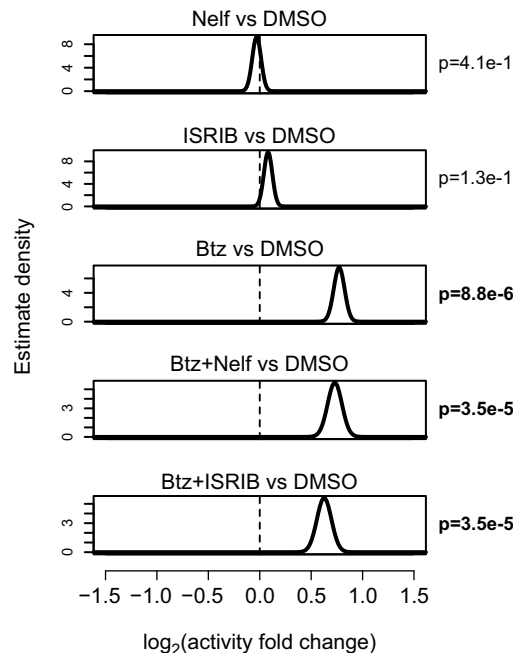 Nelf vs DMSO
0 4 8
p=4.1e-1
ISRIB vs DMSO
0 4 8
p=1.3e-1
Btz vs DMSO
0 4
p=8.8e-6
Btz+Nelf vs DMSO
0 3
p=3.5e-5
Btz+ISRIB vs DMSO
0 3
p=3.5e-5
Estimate density
−1.5 −1.0 −0.5 0.0 0.5 1.0 1.5
log₂(activity fold change)